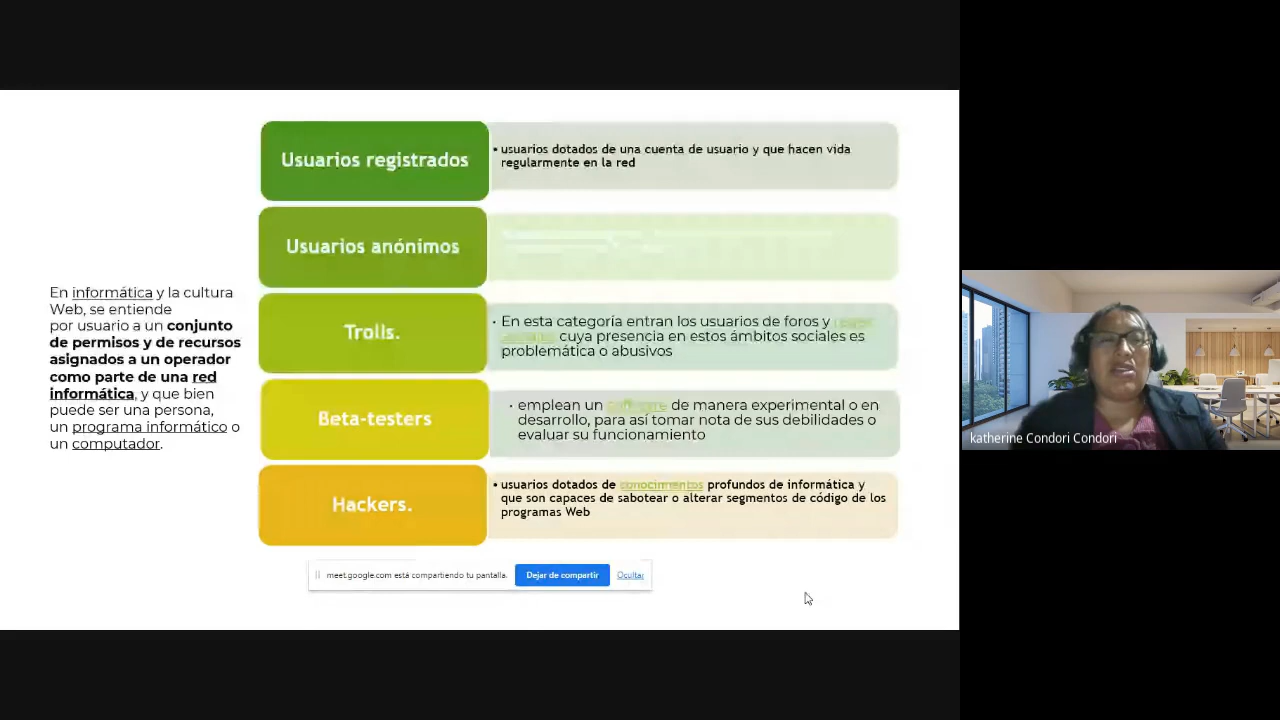 En informática y la cultura
Web, se entiende
por usuario a un conjunto
de permisos y de recursos
asignados a un operador
como parte de una red
informática, y que bien
puede ser una persona,
un programa informático o
un computador.
Usuarios registrados
• usuarios dotados de una cuenta de usuario y que hacen vida
regularmente en la red
Usuarios anónimos
Trolls.
• En esta categoría entran los usuarios de foros y
cuya presencia en estos ámbitos sociales es
problemática o abusivos
Beta-testers
• emplean un software de manera experimental o en
desarrollo, para así tomar nota de sus debilidades o
evaluar su funcionamiento
Hackers.
• usuarios dotados de conocimientos profundos de informática y
que son capaces de sabotear o alterar segmentos de código de los
programas Web
meet.google.com está compartiendo tu pantalla.
Dejar de compartir
Ocultar
katherine Condori Condori